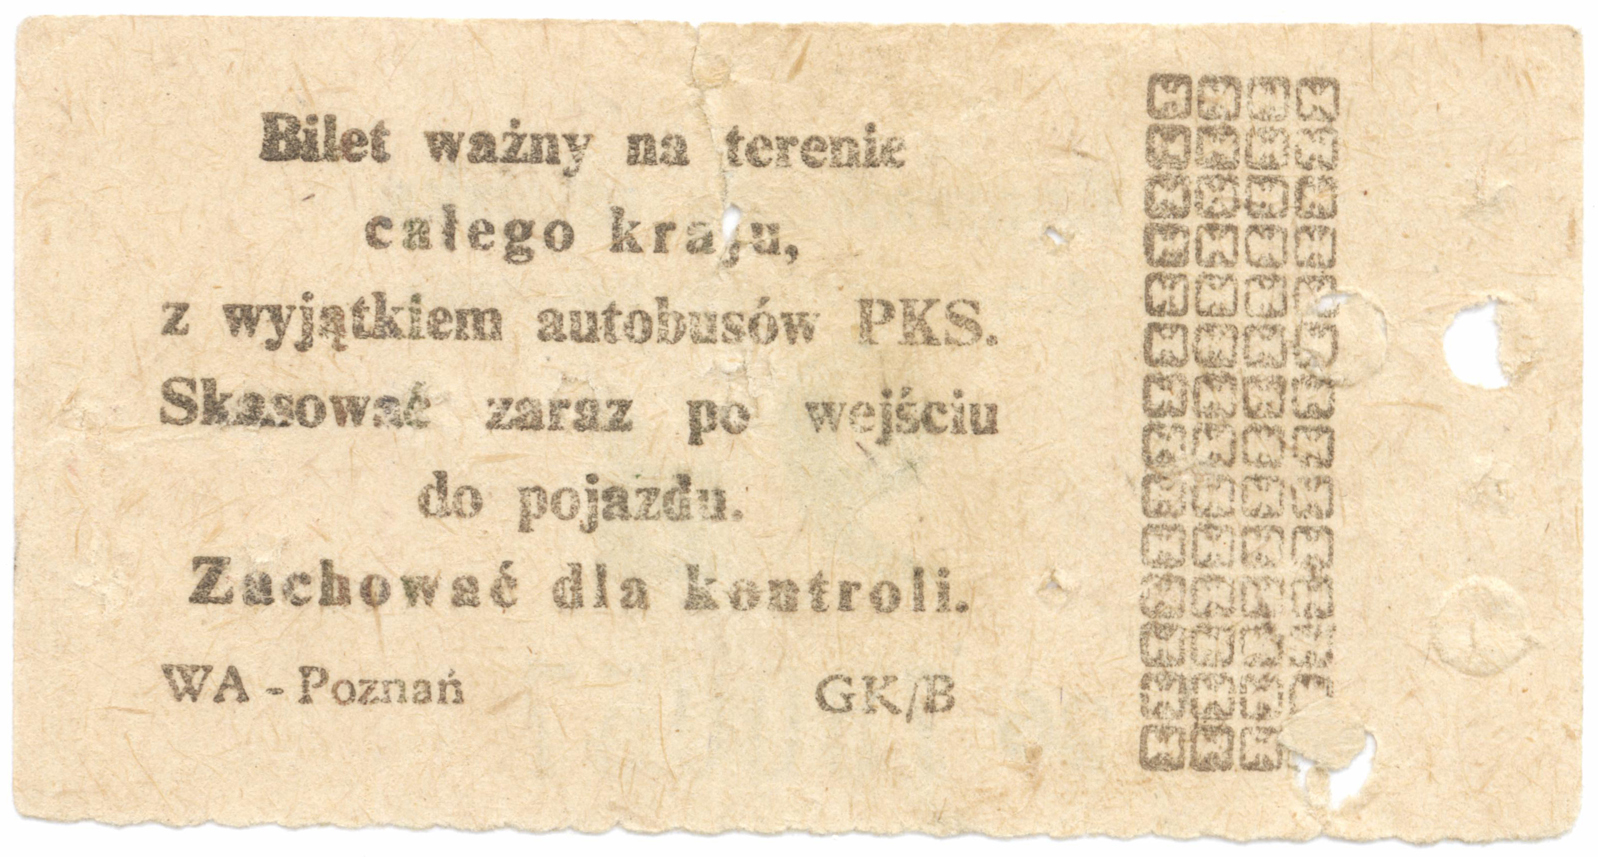 Bilet ważny na terenie
całego kraju,
z wyjątkiem autobusów PKS.
Skasować zaraz po wejściu
do pojazdu.
Zachować dla kontroli.
WA - Poznań GK/B